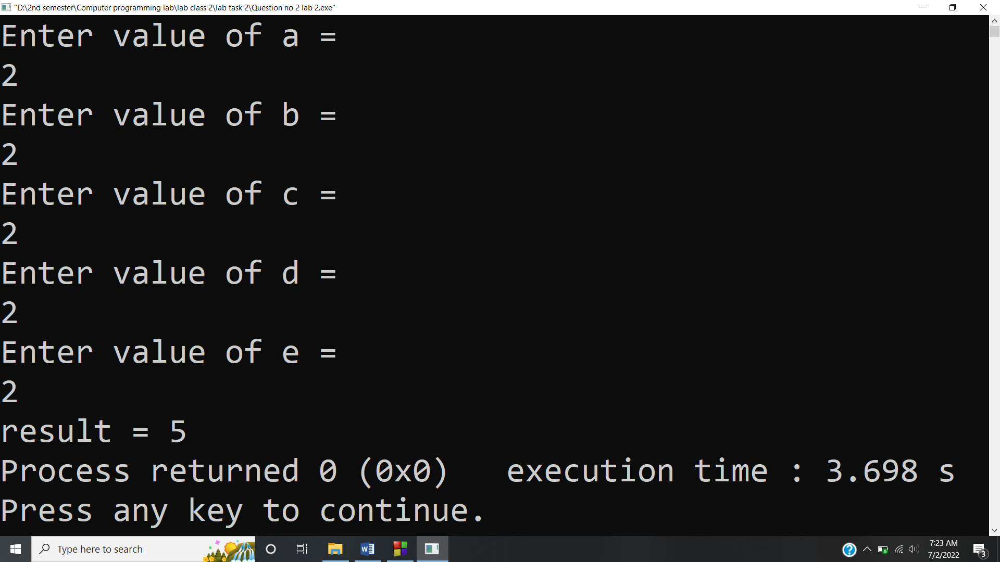 "D:\2nd semester\Computer programming lab\lab class 2\lab task 2\Question no 2 lab 2.exe"
Enter value of a =
2
Enter value of b =
2
Enter value of c =
2
Enter value of d =
2
Enter value of e =
2
result = 5
Process returned 0 (0x0)   execution time : 3.698 s
Press any key to continue.
Type here to search
7:23 AM
7/2/2022
3